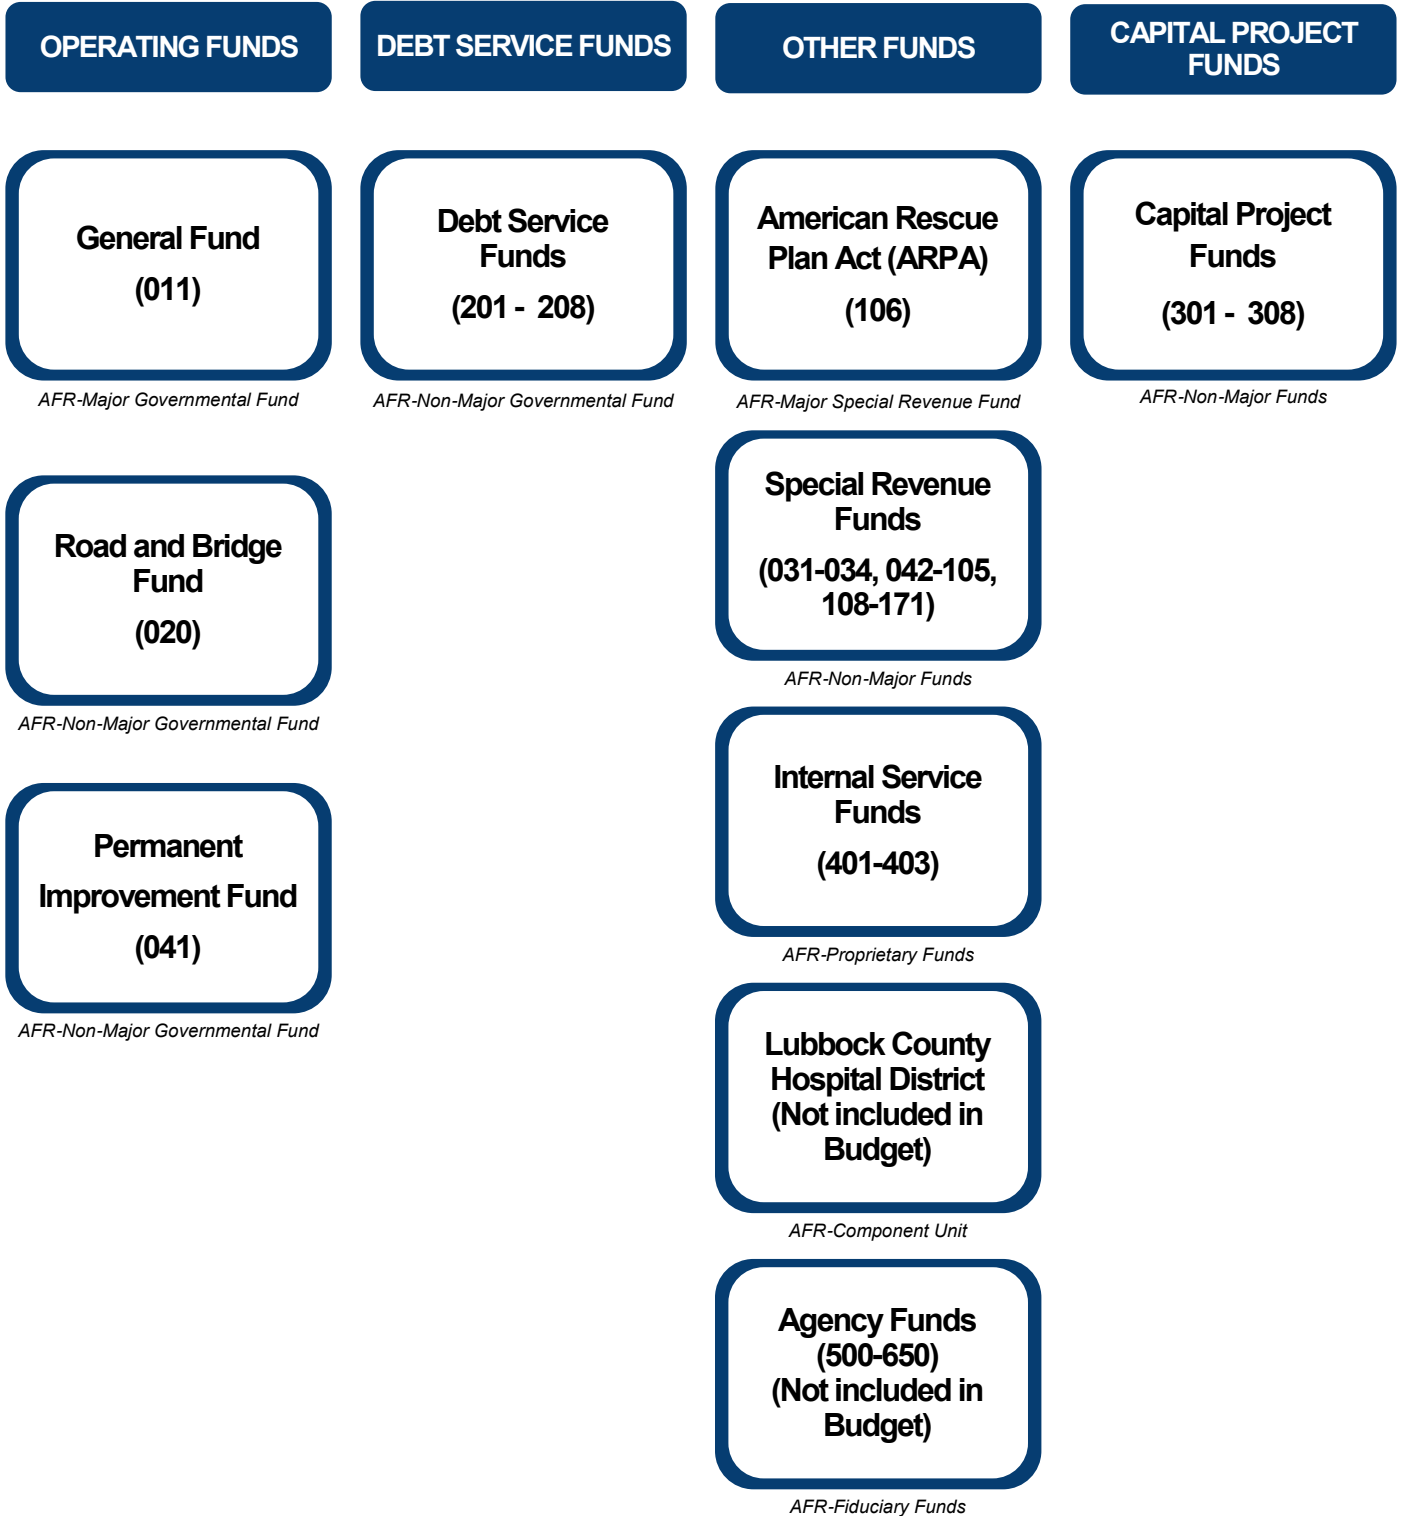 OPERATING FUNDS
DEBT SERVICE FUNDS
OTHER FUNDS
CAPITAL PROJECT
FUNDS
General Fund
(011)
AFR-Major Governmental Fund
Road and Bridge
Fund
(020)
AFR-Non-Major Governmental Fund
Permanent
Improvement Fund
(041)
AFR-Non-Major Governmental Fund
Debt Service
Funds
(201 - 208)
AFR-Non-Major Governmental Fund
American Rescue
Plan Act (ARPA)
(106)
AFR-Major Special Revenue Fund
Special Revenue
Funds
(031-034, 042-105,
108-171)
AFR-Non-Major Funds
Internal Service
Funds
(401-403)
AFR-Proprietary Funds
Lubbock County
Hospital District
(Not included in
Budget)
AFR-Component Unit
Agency Funds
(500-650)
(Not included in
Budget)
AFR-Fiduciary Funds
Capital Project
Funds
(301 - 308)
AFR-Non-Major Funds